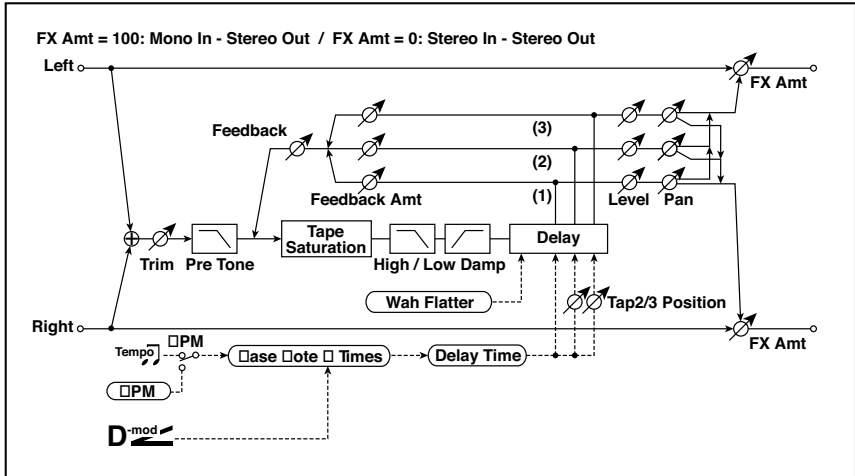 FX Amt = 100: Mono In - Stereo Out / FX Amt = 0: Stereo In - Stereo Out
Left
FX Amt
Feedback
(3)
(2)
(1)
Feedback Amt
Level
Pan
Trim
Pre Tone
Tape
Saturation
High / Low Damp
Delay
Wah Flatter
Tap2/3 Position
Right
FX Amt
Tempo
□PM
□ase □ote □ Times
Delay Time
□PM
D-mod